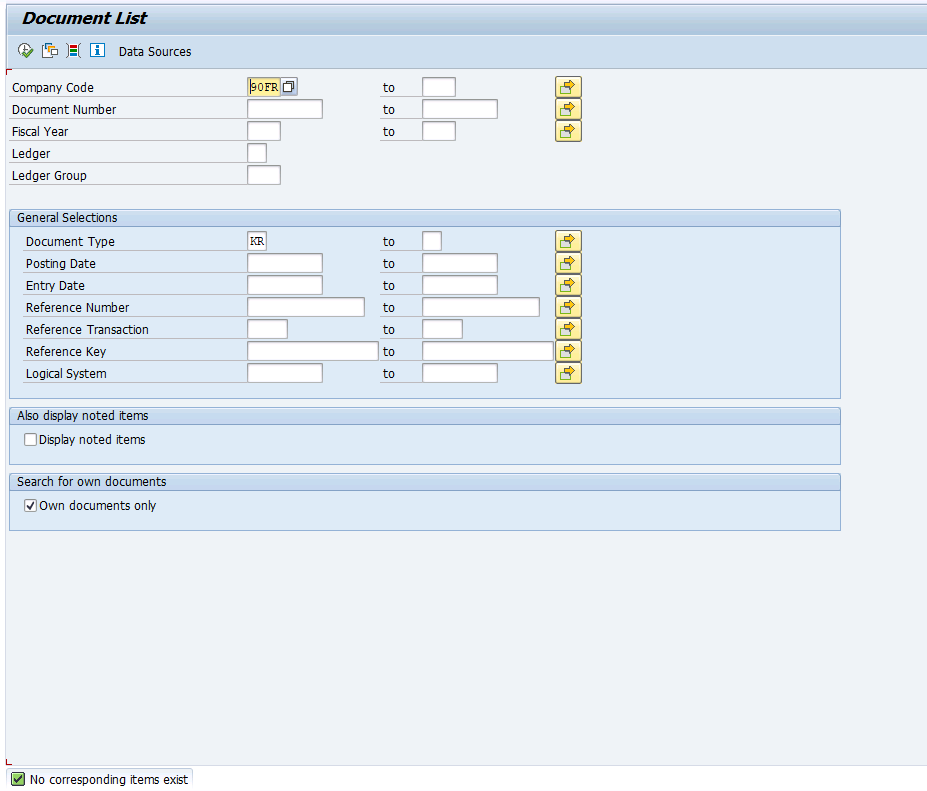 Document List
Data Sources
Company Code 90FR to
Document Number to
Fiscal Year to
Ledger
Ledger Group
General Selections
Document Type KR to
Posting Date to
Entry Date to
Reference Number to
Reference Transaction to
Reference Key to
Logical System to
Also display noted items
Display noted items
Search for own documents
Own documents only
No corresponding items exist